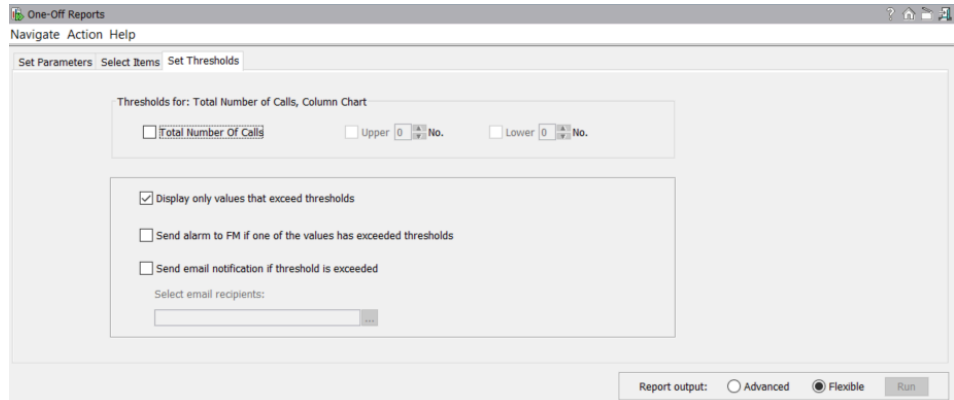 One-Off Reports ?
Navigate Action Help
Set Parameters Select Items Set Thresholds
Thresholds for: Total Number of Calls, Column Chart
Total Number Of Calls Upper 0 No. Lower 0 No.
Display only values that exceed thresholds
Send alarm to FM if one of the values has exceeded thresholds
Send email notification if threshold is exceeded
Select email recipients:
...
Report output: Advanced Flexible Run